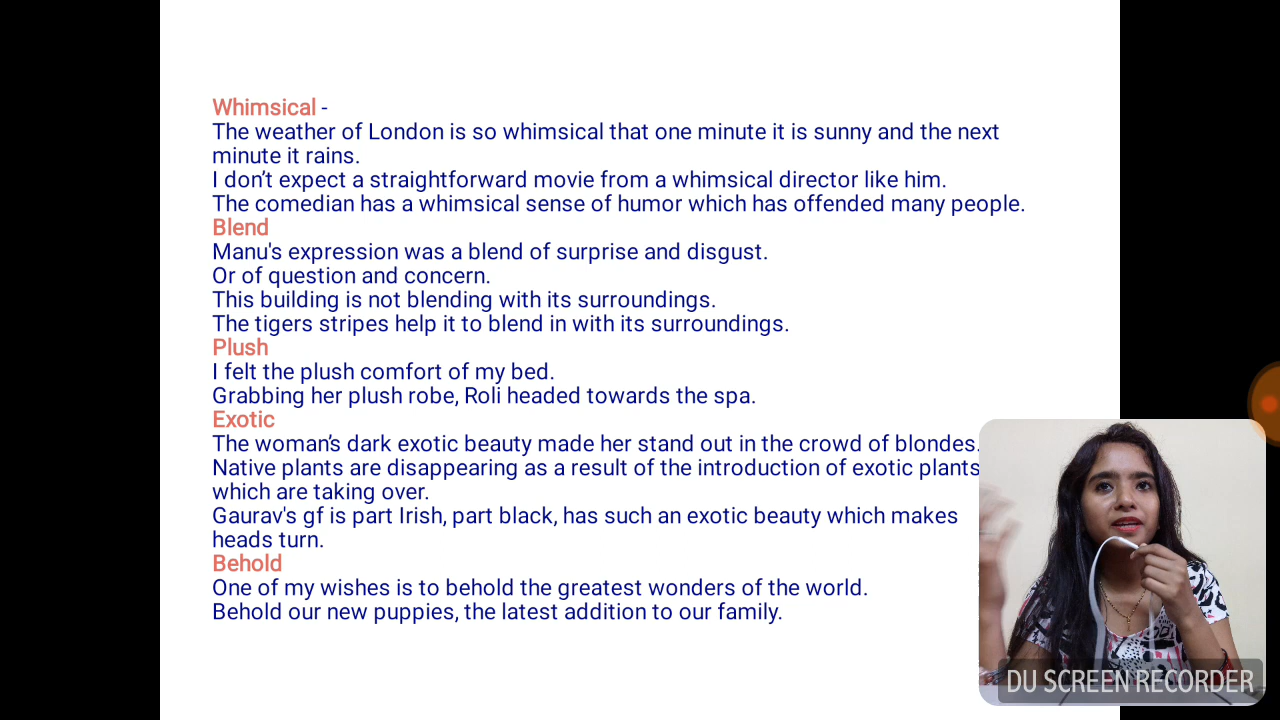 Whimsical -
The weather of London is so whimsical that one minute it is sunny and the next
minute it rains.
I don’t expect a straightforward movie from a whimsical director like him.
The comedian has a whimsical sense of humor which has offended many people.
Blend
Manu's expression was a blend of surprise and disgust.
Or of question and concern.
This building is not blending with its surroundings.
The tigers stripes help it to blend in with its surroundings.
Plush
I felt the plush comfort of my bed.
Grabbing her plush robe, Roli headed towards the spa.
Exotic
The woman’s dark exotic beauty made her stand out in the crowd of blondes.
Native plants are disappearing as a result of the introduction of exotic plants
which are taking over.
Gaurav's gf is part Irish, part black, has such an exotic beauty which makes
heads turn.
Behold
One of my wishes is to behold the greatest wonders of the world.
Behold our new puppies, the latest addition to our family.
DU SCREEN RECORDER